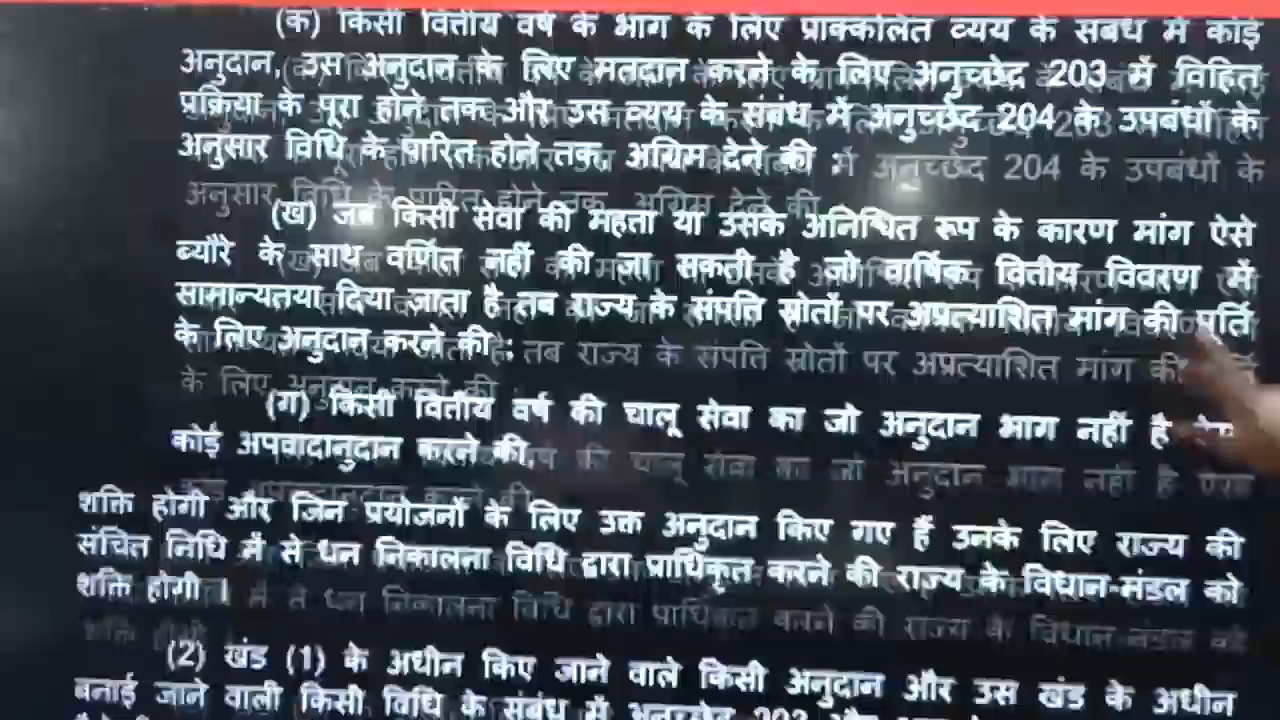 (क) किसी वित्तीय वर्ष के भाग के लिए प्राक्कलित व्यय के संबंध में कोई
अनुदान, उस अनुदान के लिए मतदान करने के लिए अनुच्छेद 203 में विहित
प्रक्रिया के पूरा होने तक और उस व्यय के संबंध में अनुच्छेद 204 के उपबंधों के
अनुसार विधि के पारित होने तक, अग्रिम देने की ;
(ख) जब किसी सेवा की महत्ता या उसके अनिश्चित रूप के कारण मांग ऐसे
ब्यौरे के साथ वर्णित नहीं की जा सकती है जो वार्षिक वित्तीय विवरण में
सामान्यतया दिया जाता है तब राज्य के संपत्ति स्रोतों पर अप्रत्याशित मांग की पूर्ति
के लिए अनुदान करने की ;
(ग) किसी वित्तीय वर्ष की चालू सेवा का जो अनुदान भाग नहीं है
कोई अपवादानुदान करने की,
शक्ति होगी और जिन प्रयोजनों के लिए उक्त अनुदान किए गए हैं उनके लिए राज्य की
संचित निधि में से धन निकालना विधि द्वारा प्राधिकृत करने की राज्य के विधान-मंडल को
शक्ति होगी ।
(2) खंड (1) के अधीन किए जाने वाले किसी अनुदान और उस खंड के अधीन
बनाई जाने वाली किसी विधि के संबंध में अनुच्छेद 203